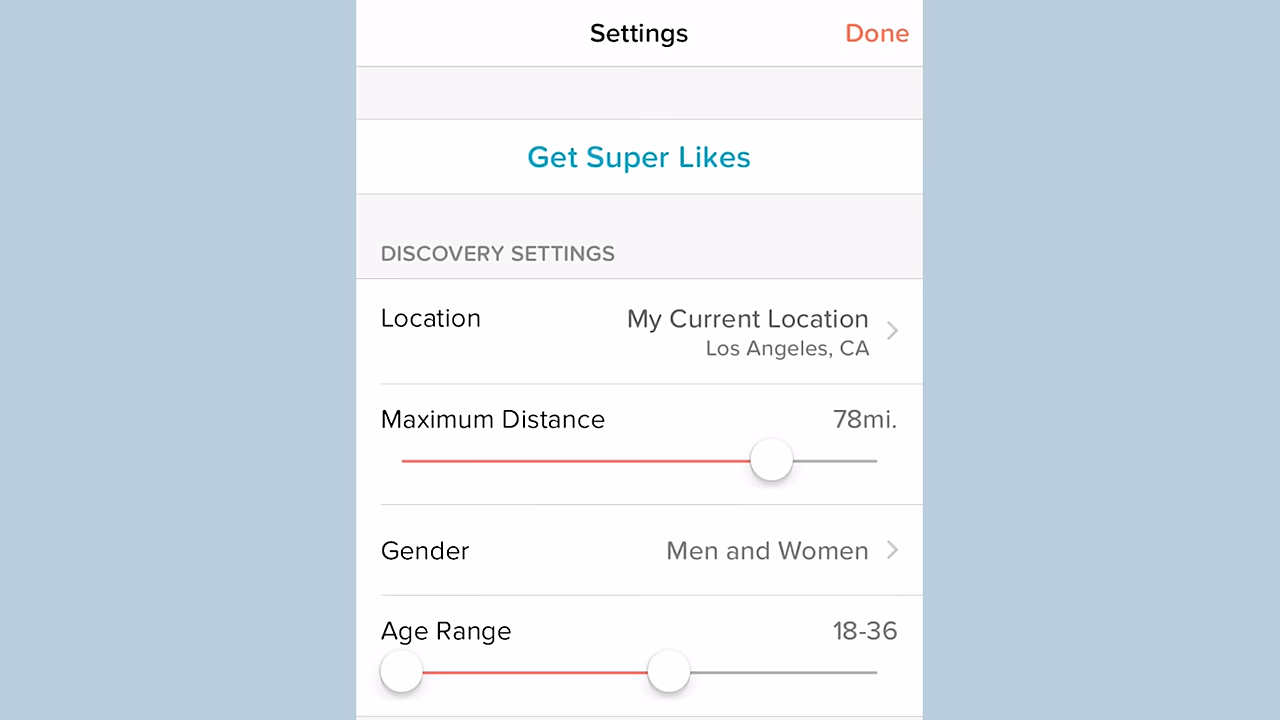 Settings
Done
Get Super Likes
DISCOVERY SETTINGS
Location
My Current Location
Los Angeles, CA
Maximum Distance
78mi.
Gender
Men and Women
Age Range
18-36